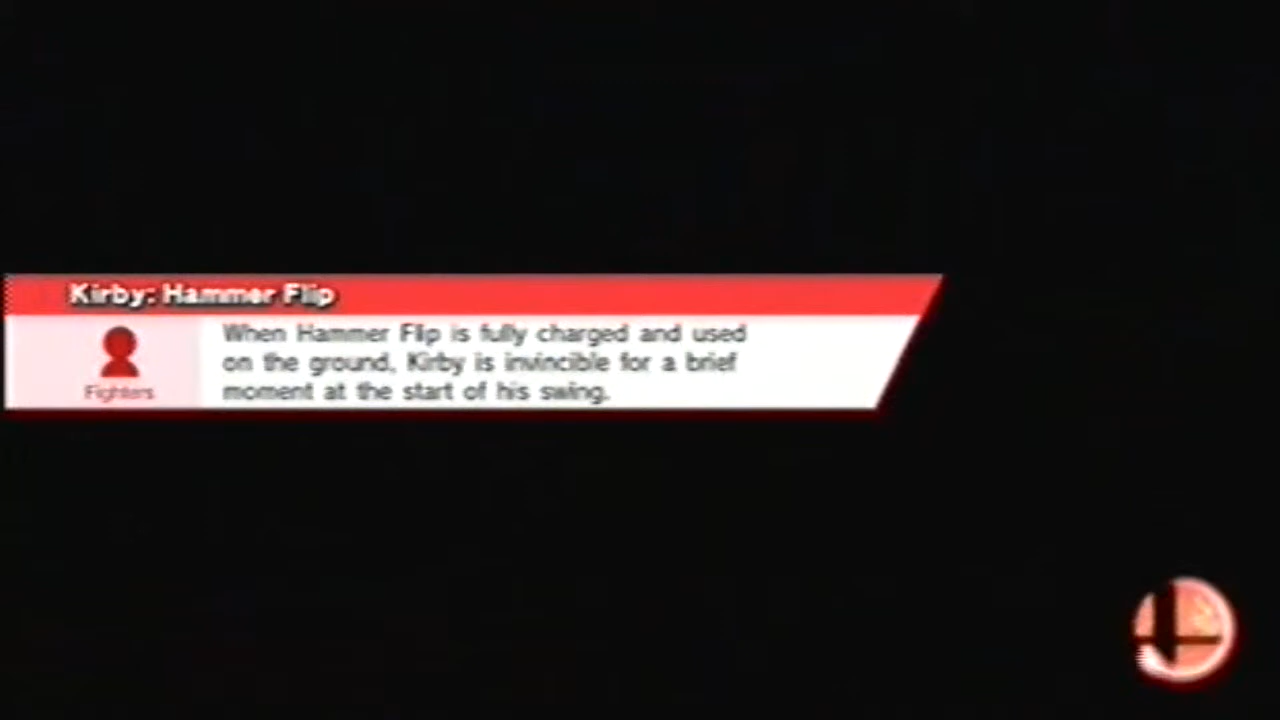 Kirby: Hammer Flip
When Hammer Flip is fully charged and used
on the ground, Kirby is invincible for a brief
moment at the start of his swing.
Fighters